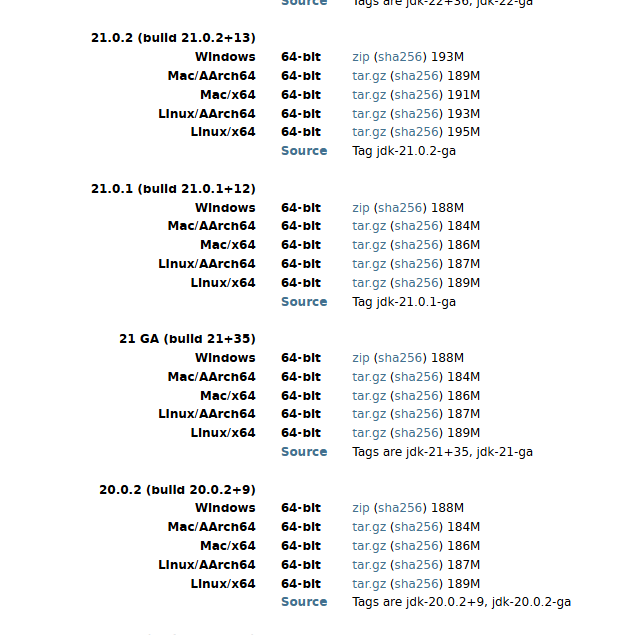 Source Tags are jdk-22+36, jdk-22-ga
21.0.2 (build 21.0.2+13)
Windows 64-bit zip (sha256) 193M
Mac/AArch64 64-bit tar.gz (sha256) 189M
Mac/x64 64-bit tar.gz (sha256) 191M
Linux/AArch64 64-bit tar.gz (sha256) 193M
Linux/x64 64-bit tar.gz (sha256) 195M
Source Tag jdk-21.0.2-ga
21.0.1 (build 21.0.1+12)
Windows 64-bit zip (sha256) 188M
Mac/AArch64 64-bit tar.gz (sha256) 184M
Mac/x64 64-bit tar.gz (sha256) 186M
Linux/AArch64 64-bit tar.gz (sha256) 187M
Linux/x64 64-bit tar.gz (sha256) 189M
Source Tag jdk-21.0.1-ga
21 GA (build 21+35)
Windows 64-bit zip (sha256) 188M
Mac/AArch64 64-bit tar.gz (sha256) 184M
Mac/x64 64-bit tar.gz (sha256) 186M
Linux/AArch64 64-bit tar.gz (sha256) 187M
Linux/x64 64-bit tar.gz (sha256) 189M
Source Tags are jdk-21+35, jdk-21-ga
20.0.2 (build 20.0.2+9)
Windows 64-bit zip (sha256) 188M
Mac/AArch64 64-bit tar.gz (sha256) 184M
Mac/x64 64-bit tar.gz (sha256) 186M
Linux/AArch64 64-bit tar.gz (sha256) 187M
Linux/x64 64-bit tar.gz (sha256) 189M
Source Tags are jdk-20.0.2+9, jdk-20.0.2-ga